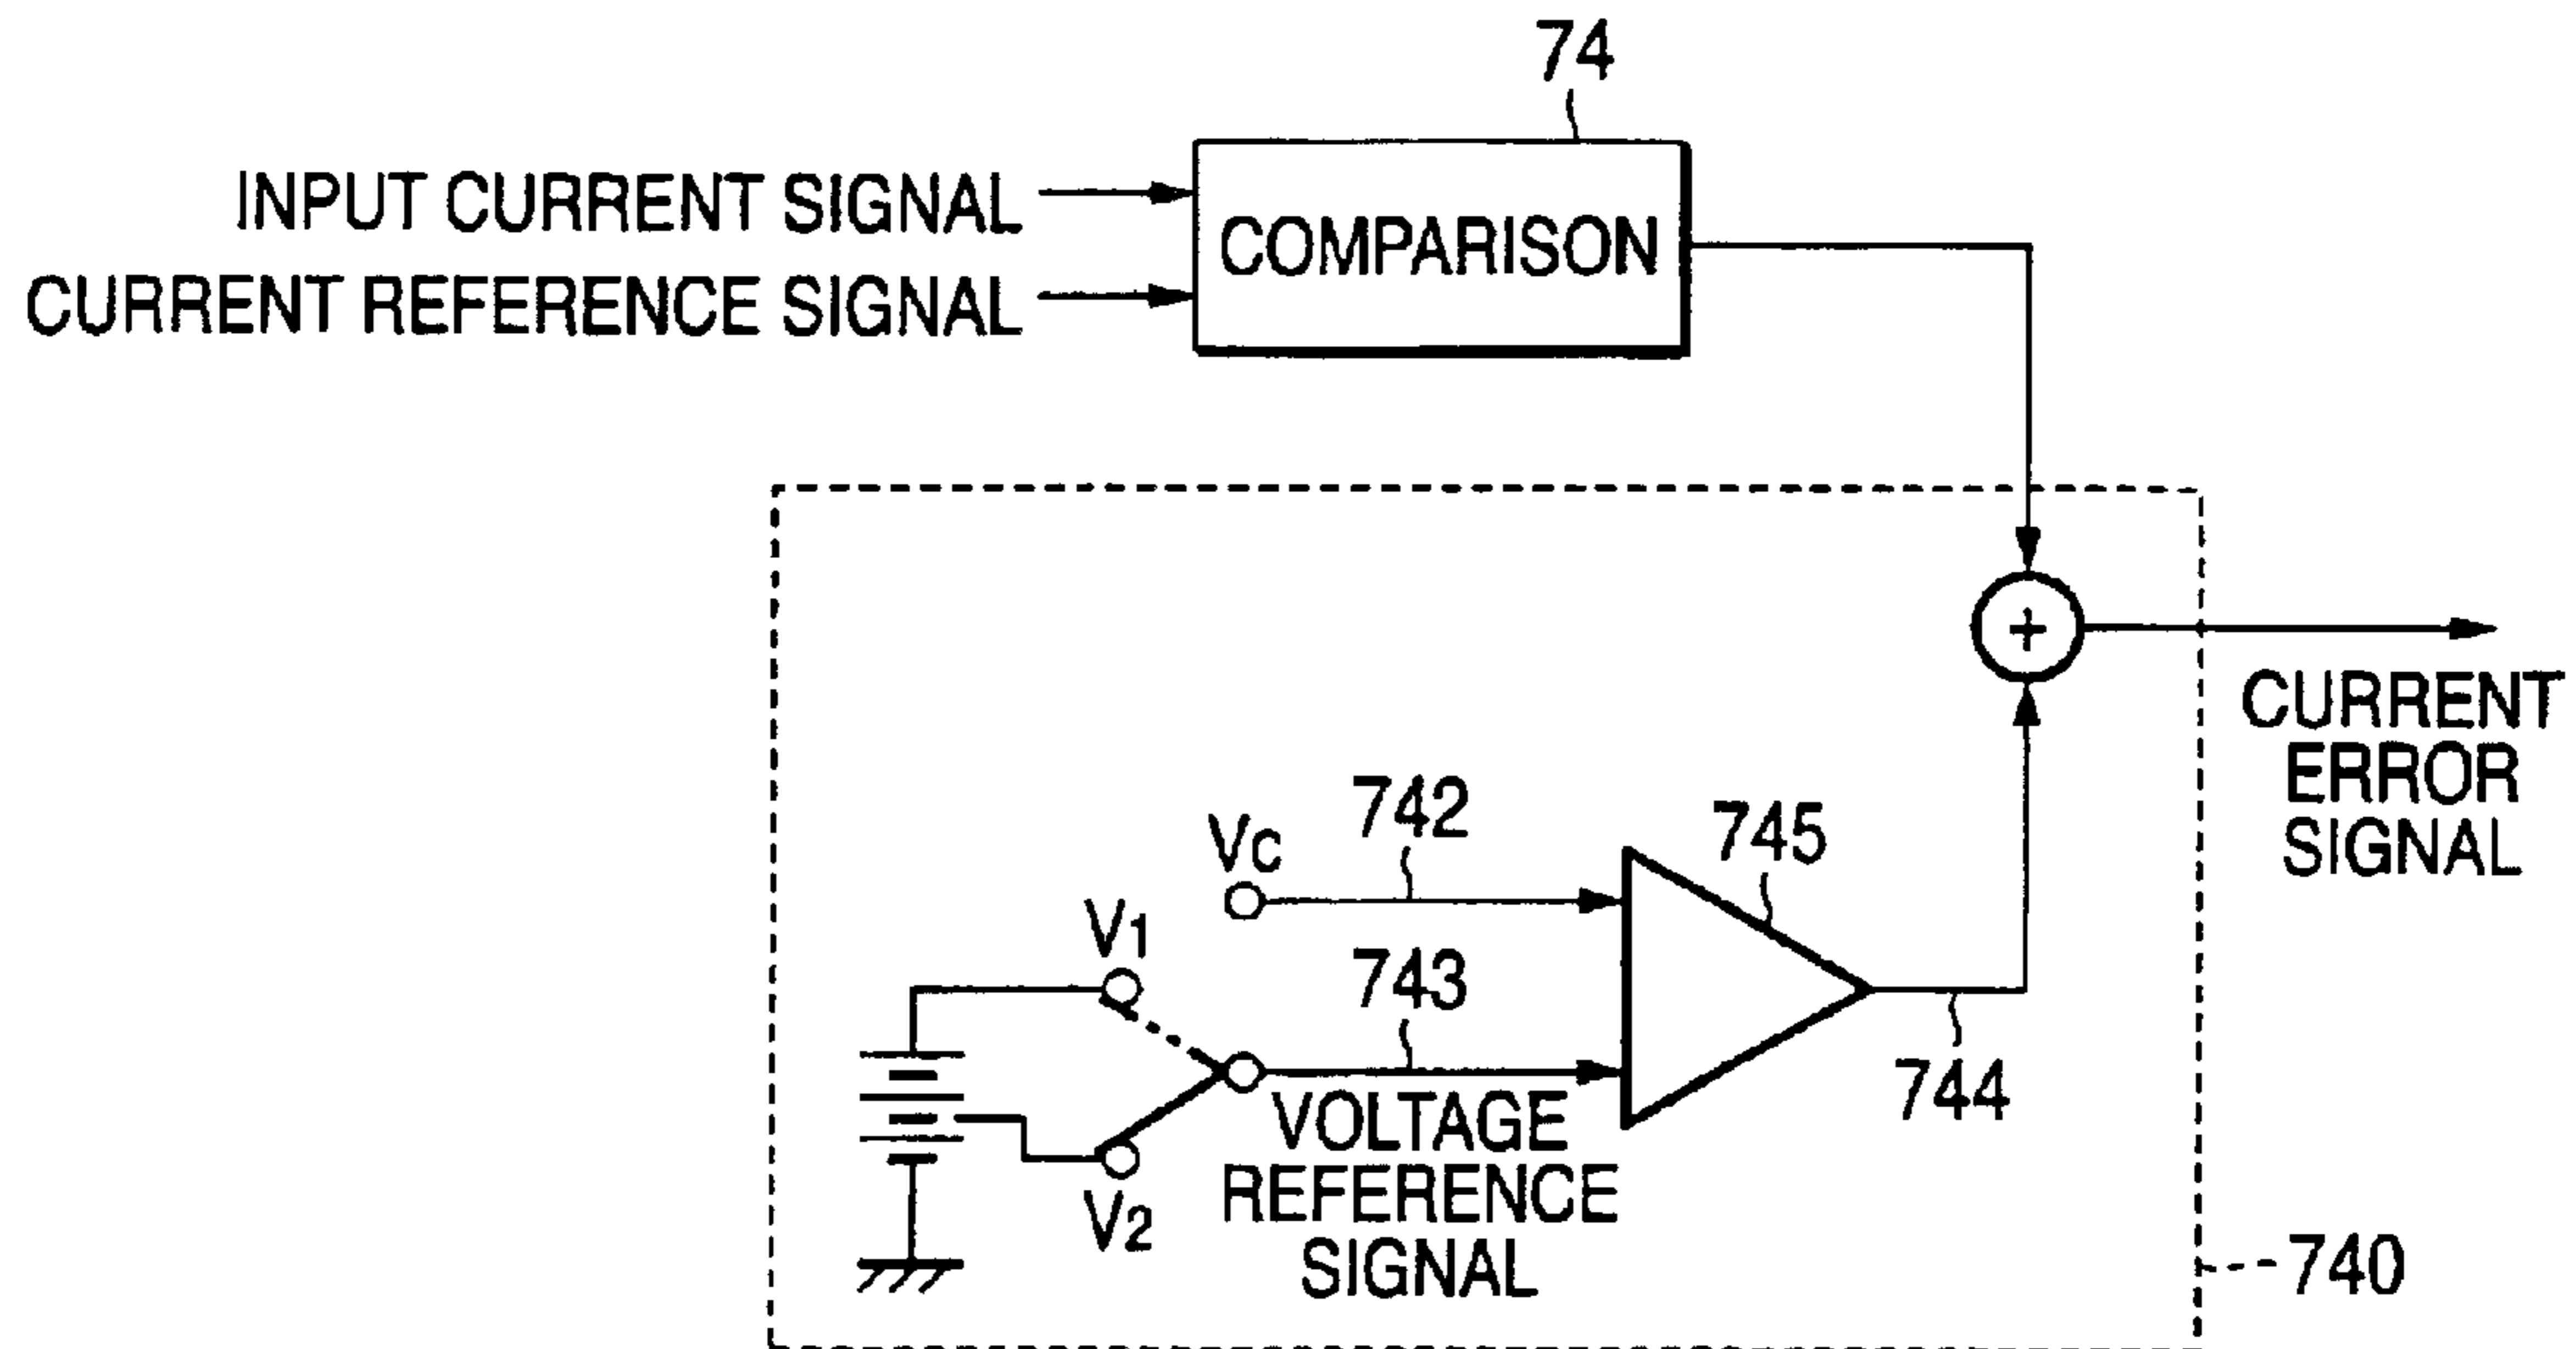 74
INPUT CURRENT SIGNAL
CURRENT REFERENCE SIGNAL
COMPARISON
+
CURRENT
ERROR
SIGNAL
742
VC
745
V1
743
744
VOLTAGE
REFERENCE
SIGNAL
V2
740